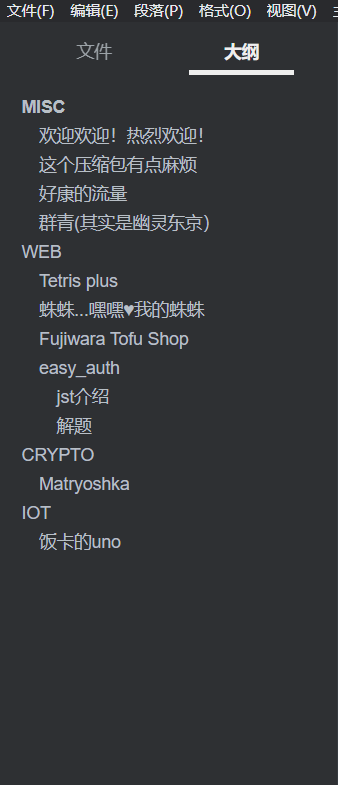 文件(F) 编辑(E) 段落(P) 格式(O) 视图(V)
文件 大纲
MISC
欢迎欢迎！热烈欢迎！
这个压缩包有点麻烦
好康的流量
群青(其实是幽灵东京）
WEB
Tetris plus
蛛蛛...嘿嘿♥我的蛛蛛
Fujiwara Tofu Shop
easy_auth
jst介绍
解题
CRYPTO
Matryoshka
IOT
饭卡的uno